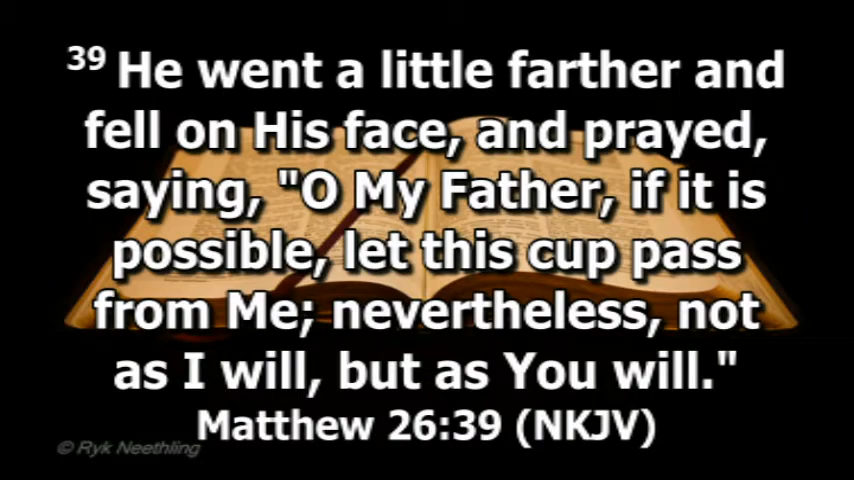 39 He went a little farther and
fell on His face, and prayed,
saying, "O My Father, if it is
possible, let this cup pass
from Me; nevertheless, not
as I will, but as You will."
Matthew 26:39 (NKJV)
© Ryk Neethling